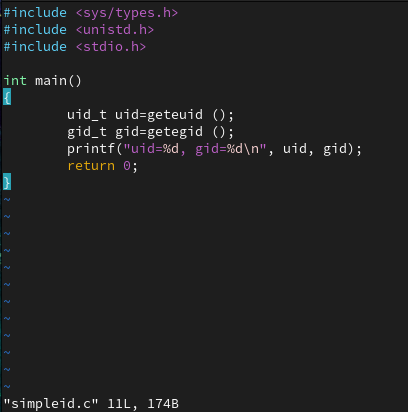 #include <sys/types.h>
#include <unistd.h>
#include <stdio.h>

int main()
{
        uid_t uid=geteuid ();
        gid_t gid=getegid ();
        printf("uid=%d, gid=%d\n", uid, gid);
        return 0;
}
~
~
~
~
~
~
~
~
~
~
~
~
"simpleid.c" 11L, 174B